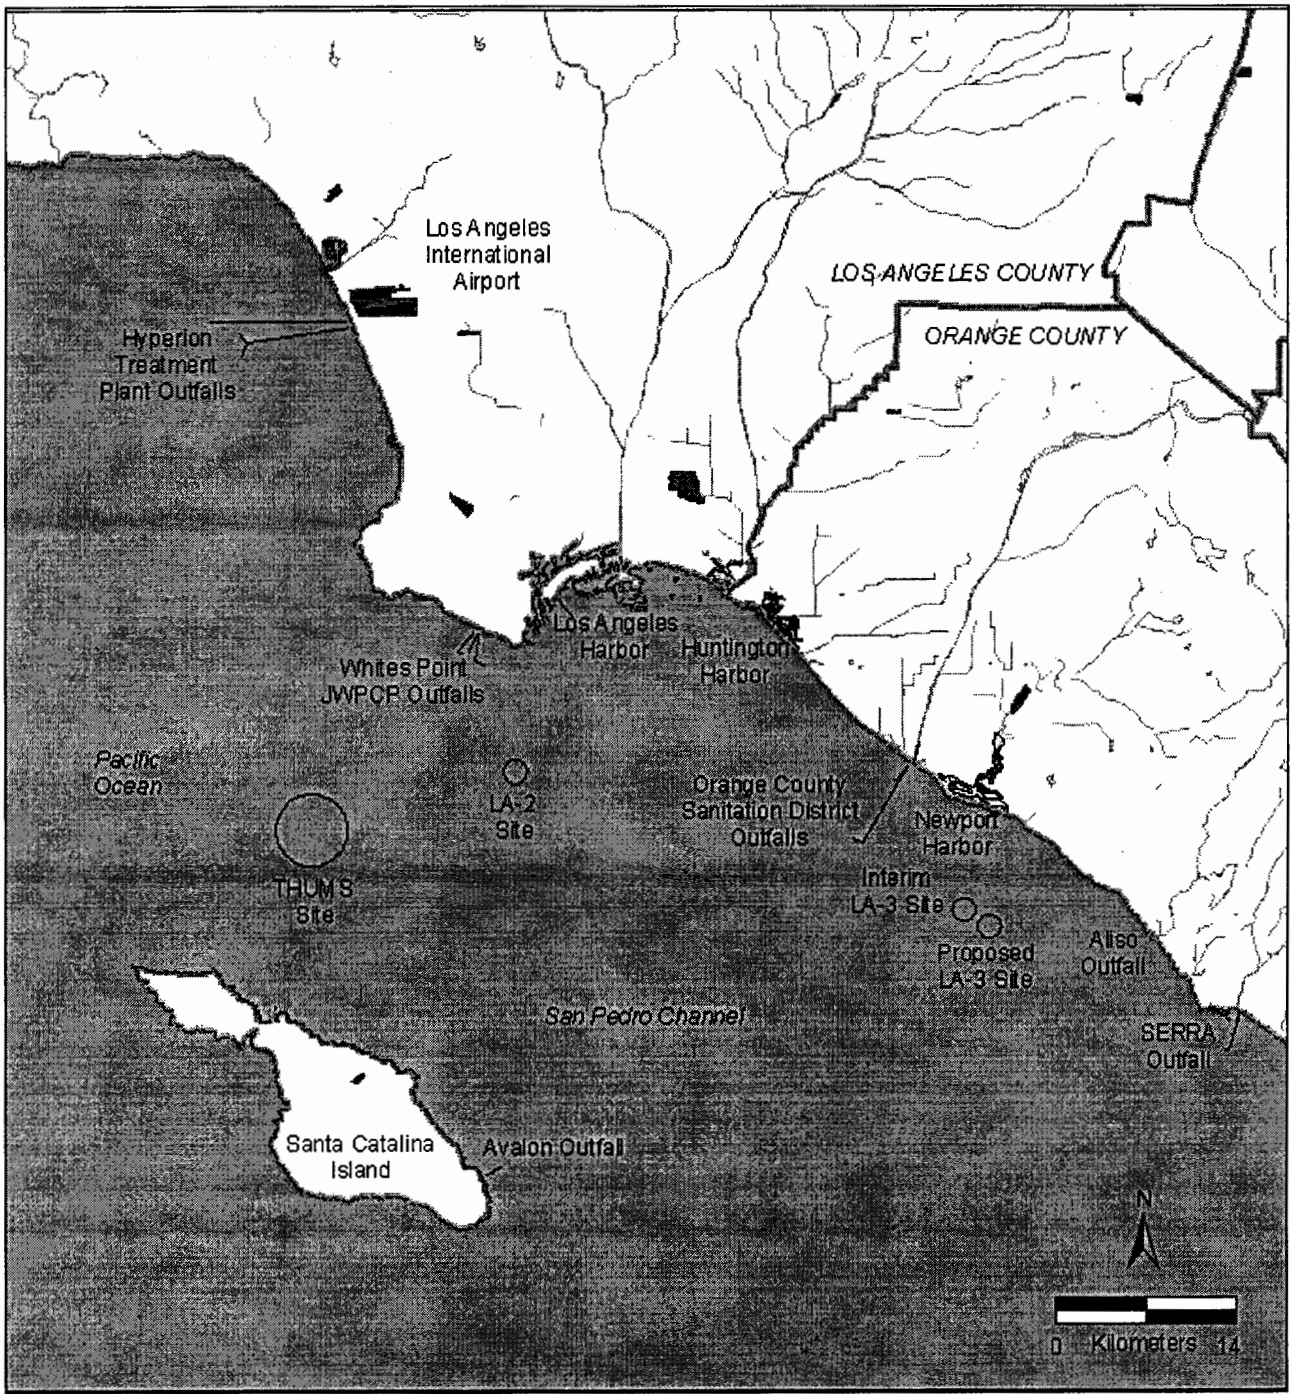 Los Angeles
International
Airport
LOS ANGELES COUNTY
ORANGE COUNTY
Hyperion
Treatment
Plant Outfalls
Los Angeles
Harbor
Huntington
Harbor
Whites Point
JWPCP Outfalls
Pacific
Ocean
LA-2
Site
THUMS
Site
Orange County
Sanitation District
Outfalls
Newport
Harbor
Interim
LA-3 Site
Proposed
LA-3 Site
Aliso
Outfall
San Pedro Channel
SERRA
Outfall
Santa Catalina
Island
Avalon Outfall
N
0 Kilometers 14